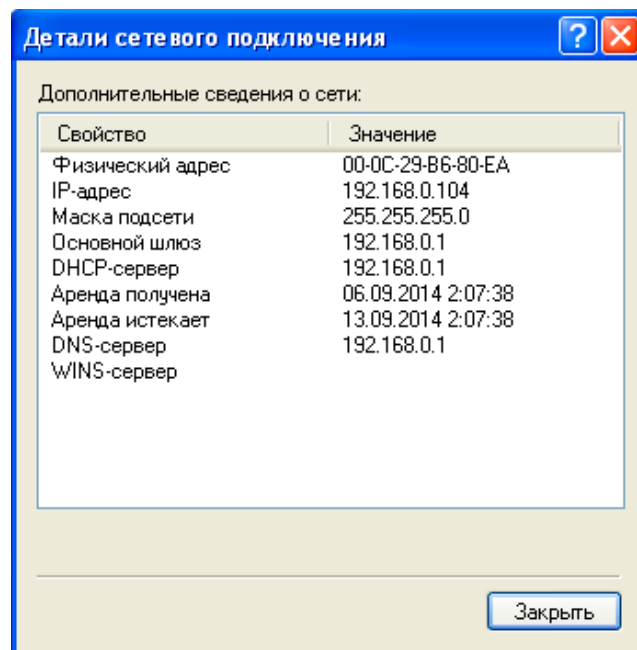 Детали сетевого подключения
Дополнительные сведения о сети:
Свойство Значение
Физический адрес 00-0C-29-B6-80-EA
IP-адрес 192.168.0.104
Маска подсети 255.255.255.0
Основной шлюз 192.168.0.1
DHCP-сервер 192.168.0.1
Аренда получена 06.09.2014 2:07:38
Аренда истекает 13.09.2014 2:07:38
DNS-сервер 192.168.0.1
WINS-сервер
Закрыть